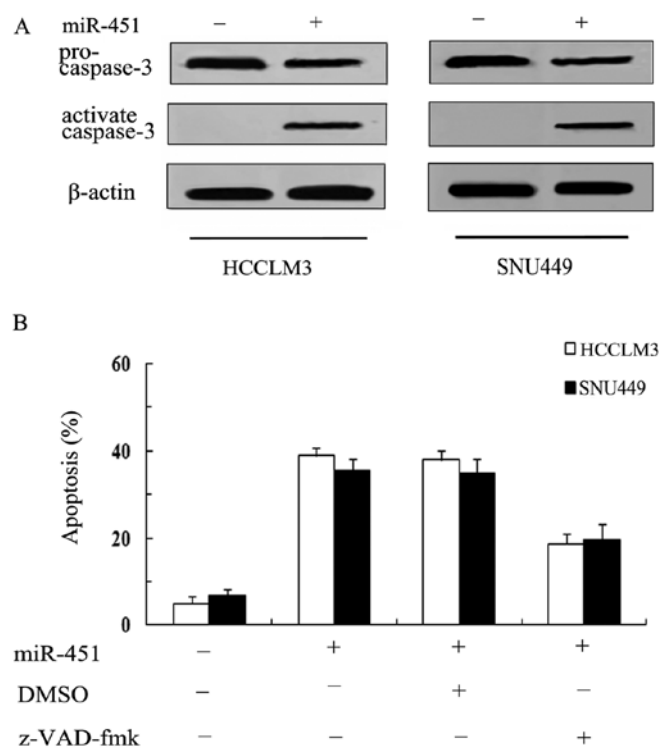 A
miR-451 − + − +
pro-
caspase-3
activate
caspase-3
β-actin
HCCLM3 SNU449
B
HCCLM3
SNU449
60
40
20
0
Apoptosis (%)
miR-451 − + + +
DMSO − − + −
z-VAD-fmk − − − +